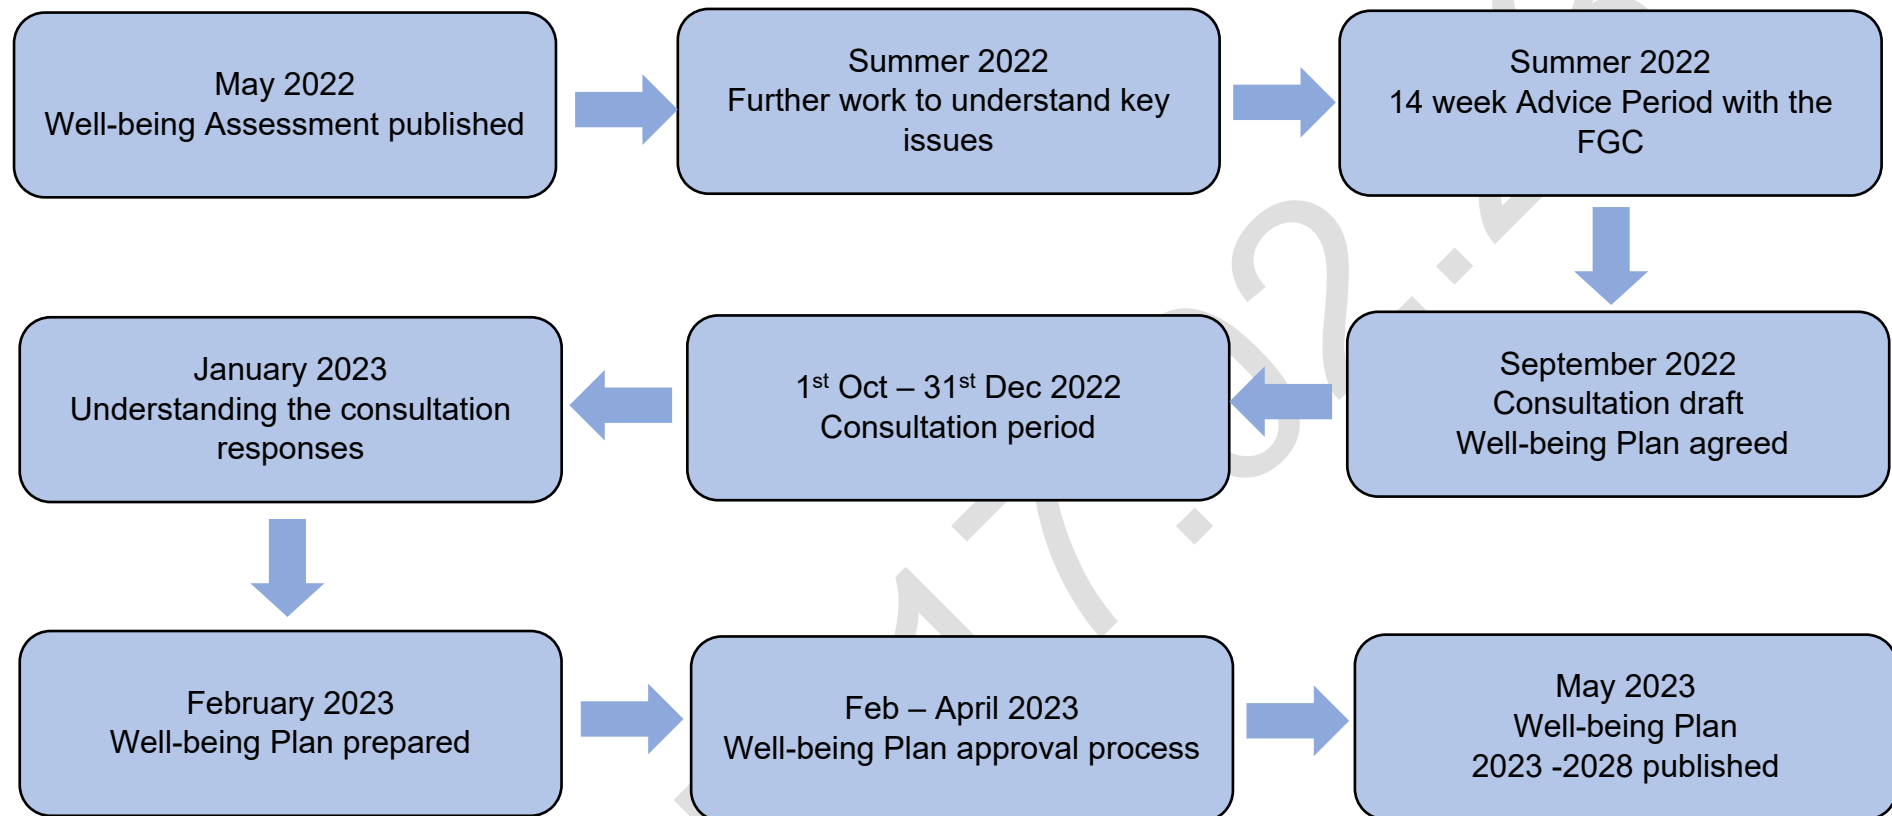 May 2022
Well-being Assessment published
Summer 2022
Further work to understand key
issues
Summer 2022
14 week Advice Period with the
FGC
September 2022
Consultation draft
Well-being Plan agreed
1st Oct – 31st Dec 2022
Consultation period
January 2023
Understanding the consultation
responses
February 2023
Well-being Plan prepared
Feb – April 2023
Well-being Plan approval process
May 2023
Well-being Plan
2023 -2028 published